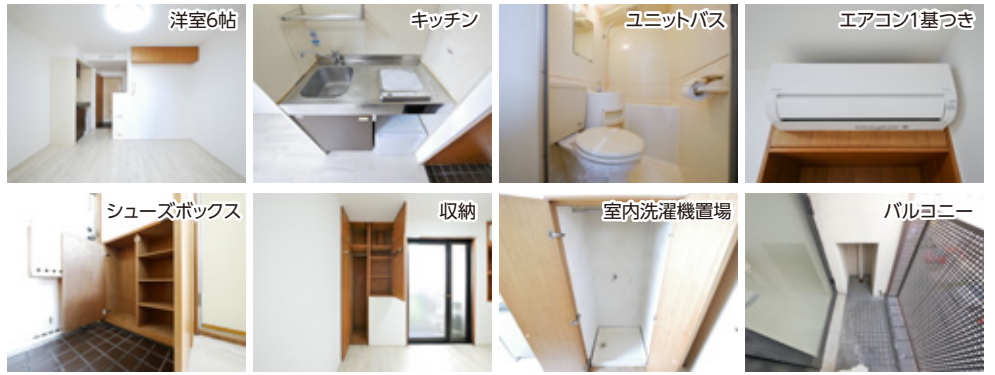 洋室6帖
キッチン
ユニットバス
エアコン1基つき
シューズボックス
収納
室内洗濯機置場
バルコニー